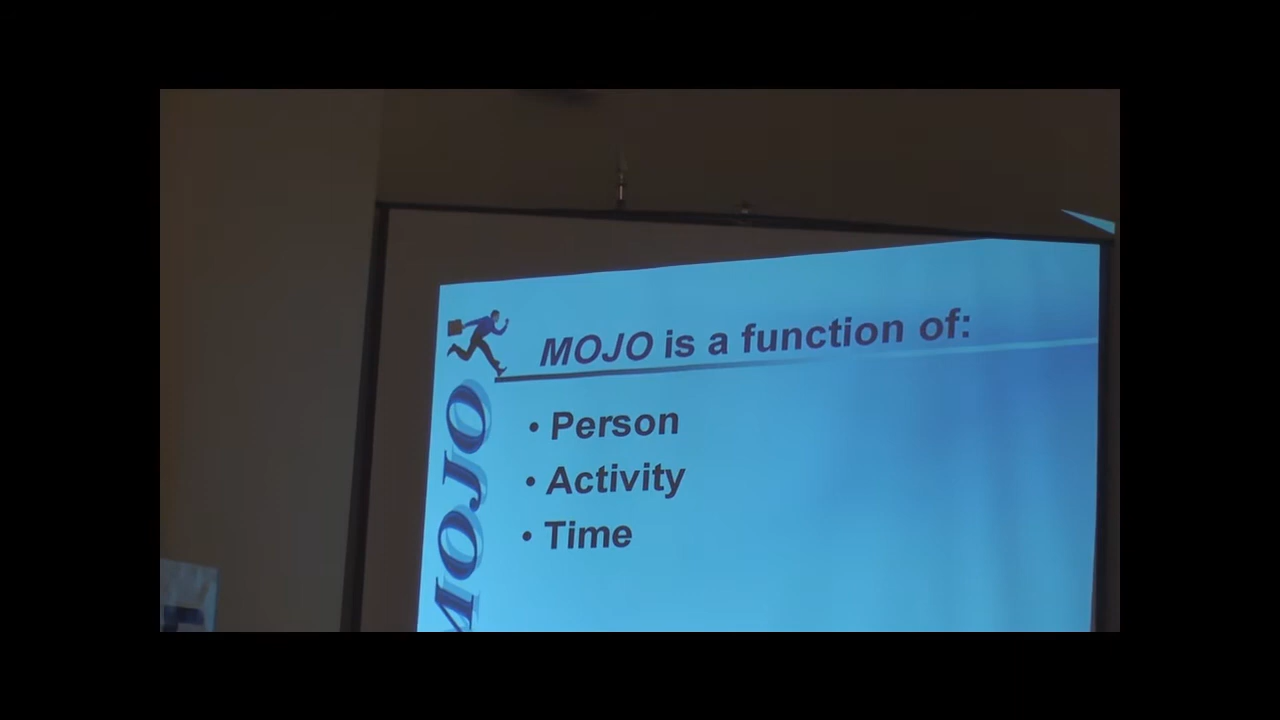 MOJO is a function of:
• Person
• Activity
• Time
MOJO